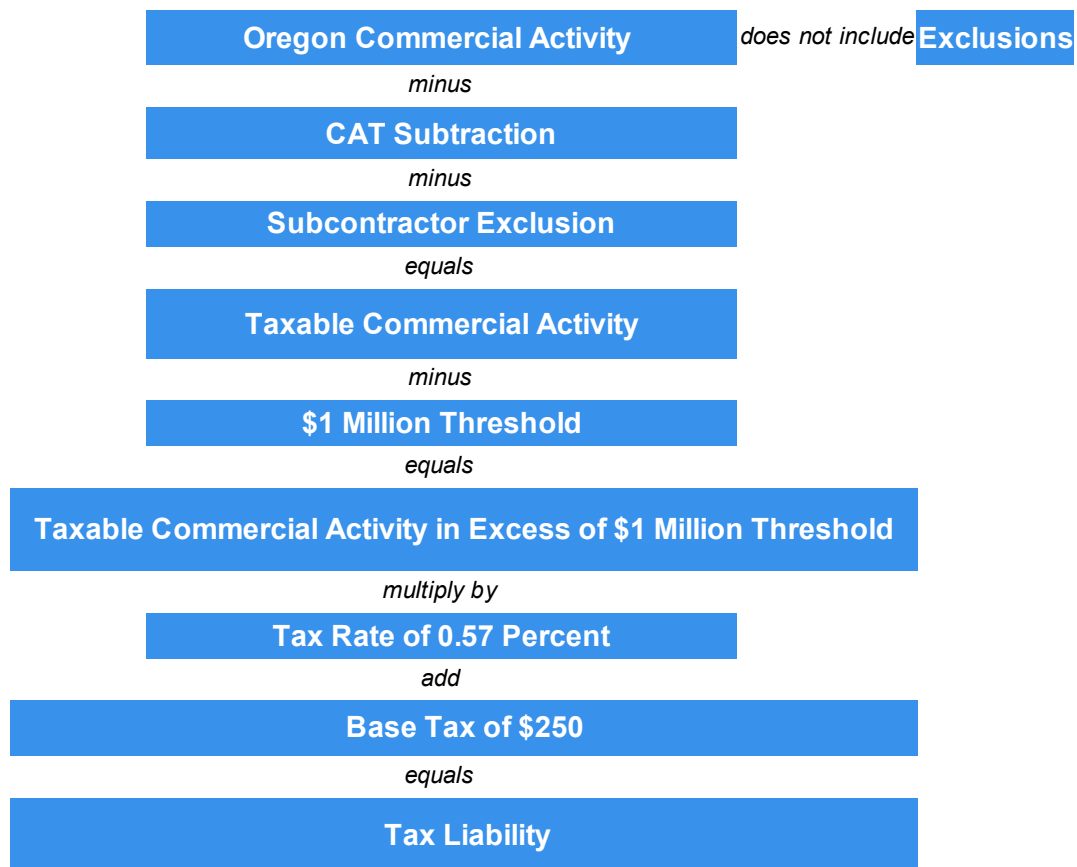 Oregon Commercial Activity does not include Exclusions
minus
CAT Subtraction
minus
Subcontractor Exclusion
equals
Taxable Commercial Activity
minus
$1 Million Threshold
equals
Taxable Commercial Activity in Excess of $1 Million Threshold
multiply by
Tax Rate of 0.57 Percent
add
Base Tax of $250
equals
Tax Liability